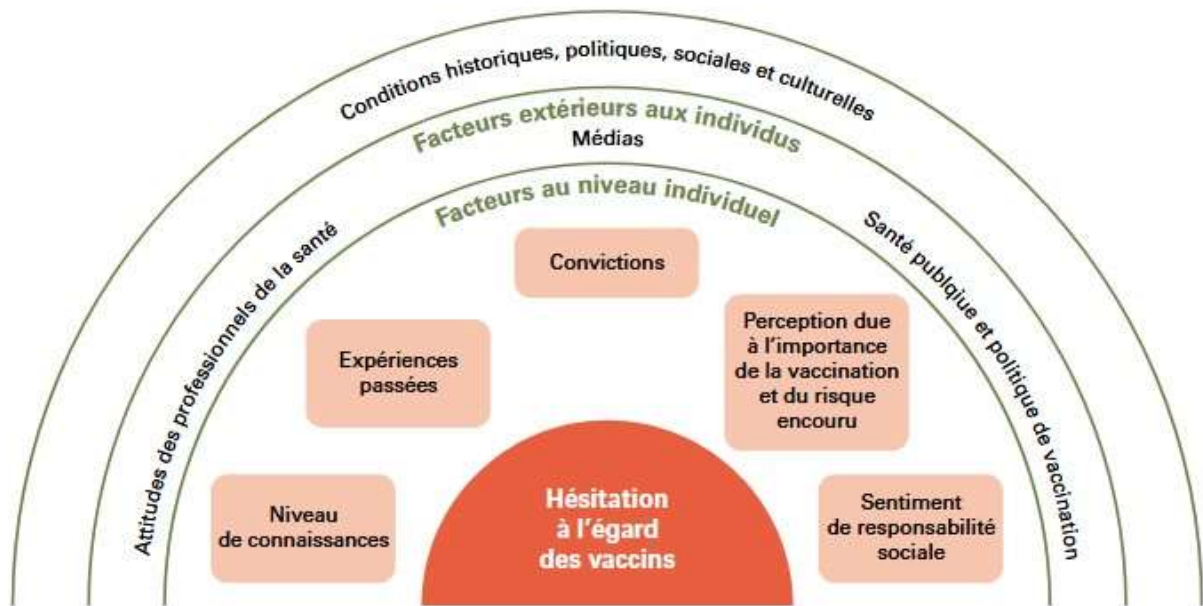 Conditions historiques, politiques, sociales et culturelles
Facteurs extérieurs aux individus
Médias
Attitudes des professionnels de la santé
Santé publqiue et politique de vaccination
Facteurs au niveau individuel
Convictions
Expériences
passées
Perception due
à l'importance
de la vaccination
et du risque
encouru
Niveau
de connaissances
Sentiment
de responsabilité
sociale
Hésitation
à l'égard
des vaccins